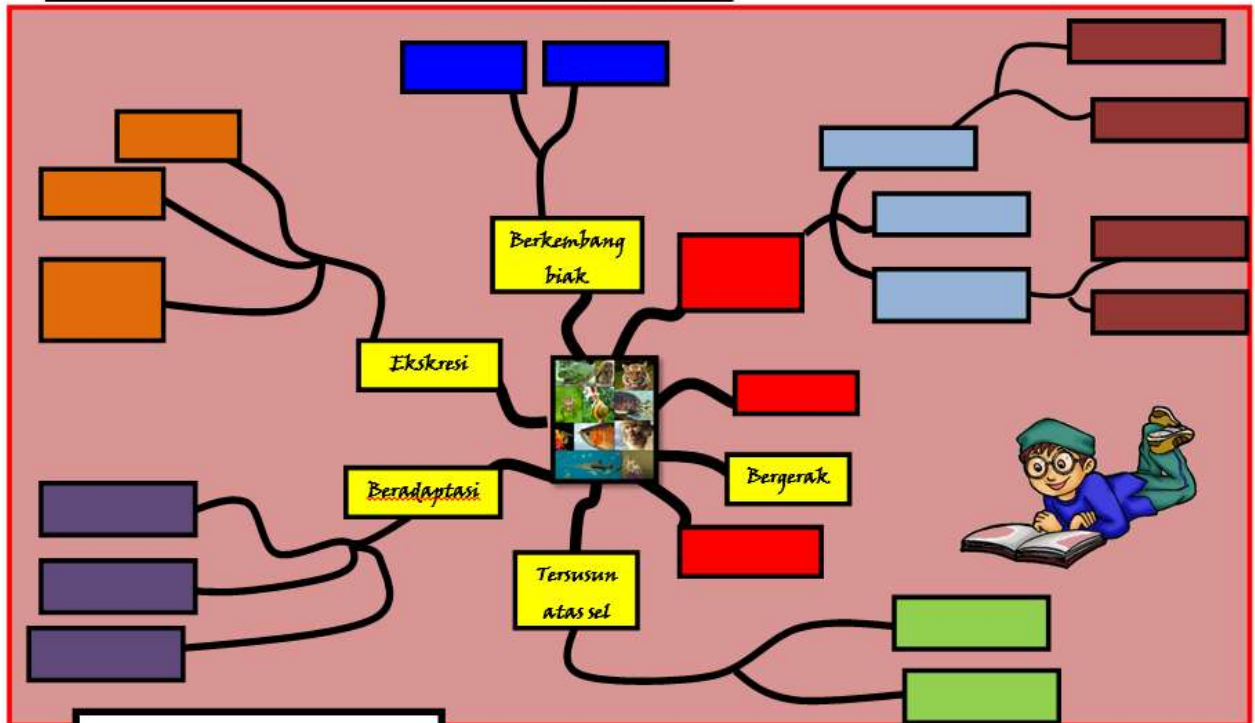 Berkembang
biak
Ekskresi
Beradaptasi
Bergerak
Tersusun
atas sel